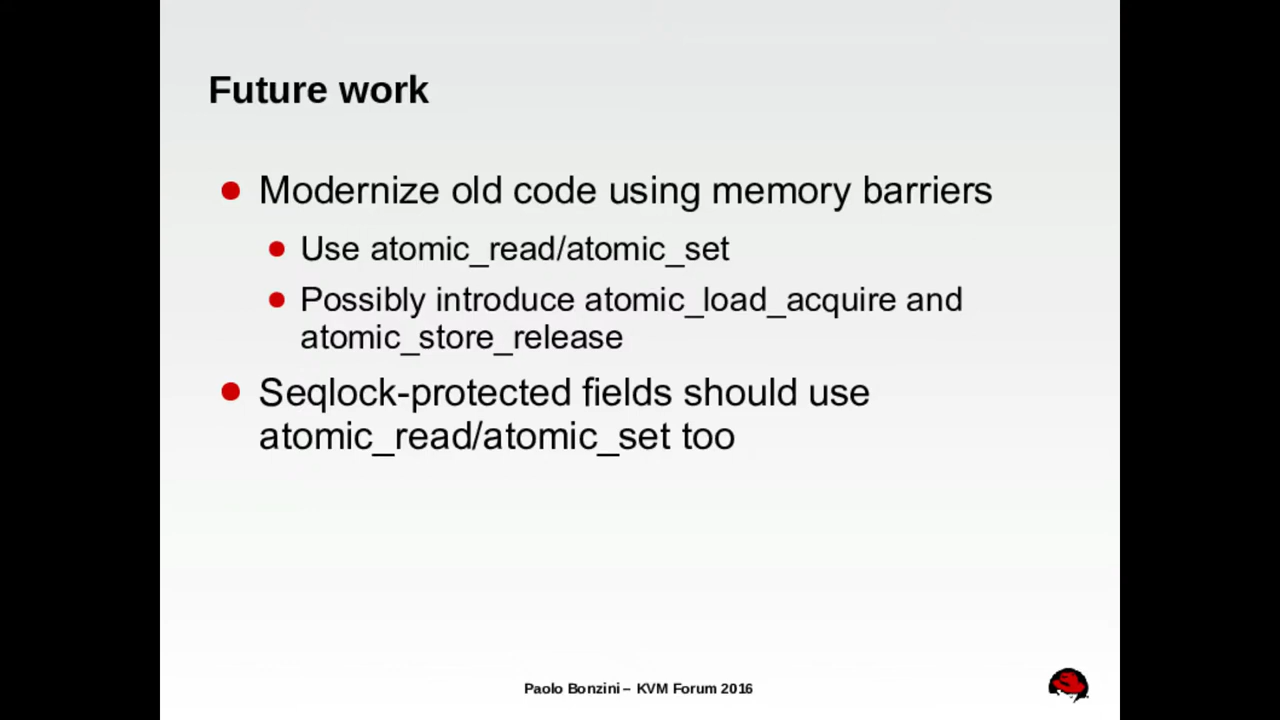 Future work
Modernize old code using memory barriers
Use atomic_read/atomic_set
Possibly introduce atomic_load_acquire and
atomic_store_release
Seqlock-protected fields should use
atomic_read/atomic_set too
Paolo Bonzini – KVM Forum 2016